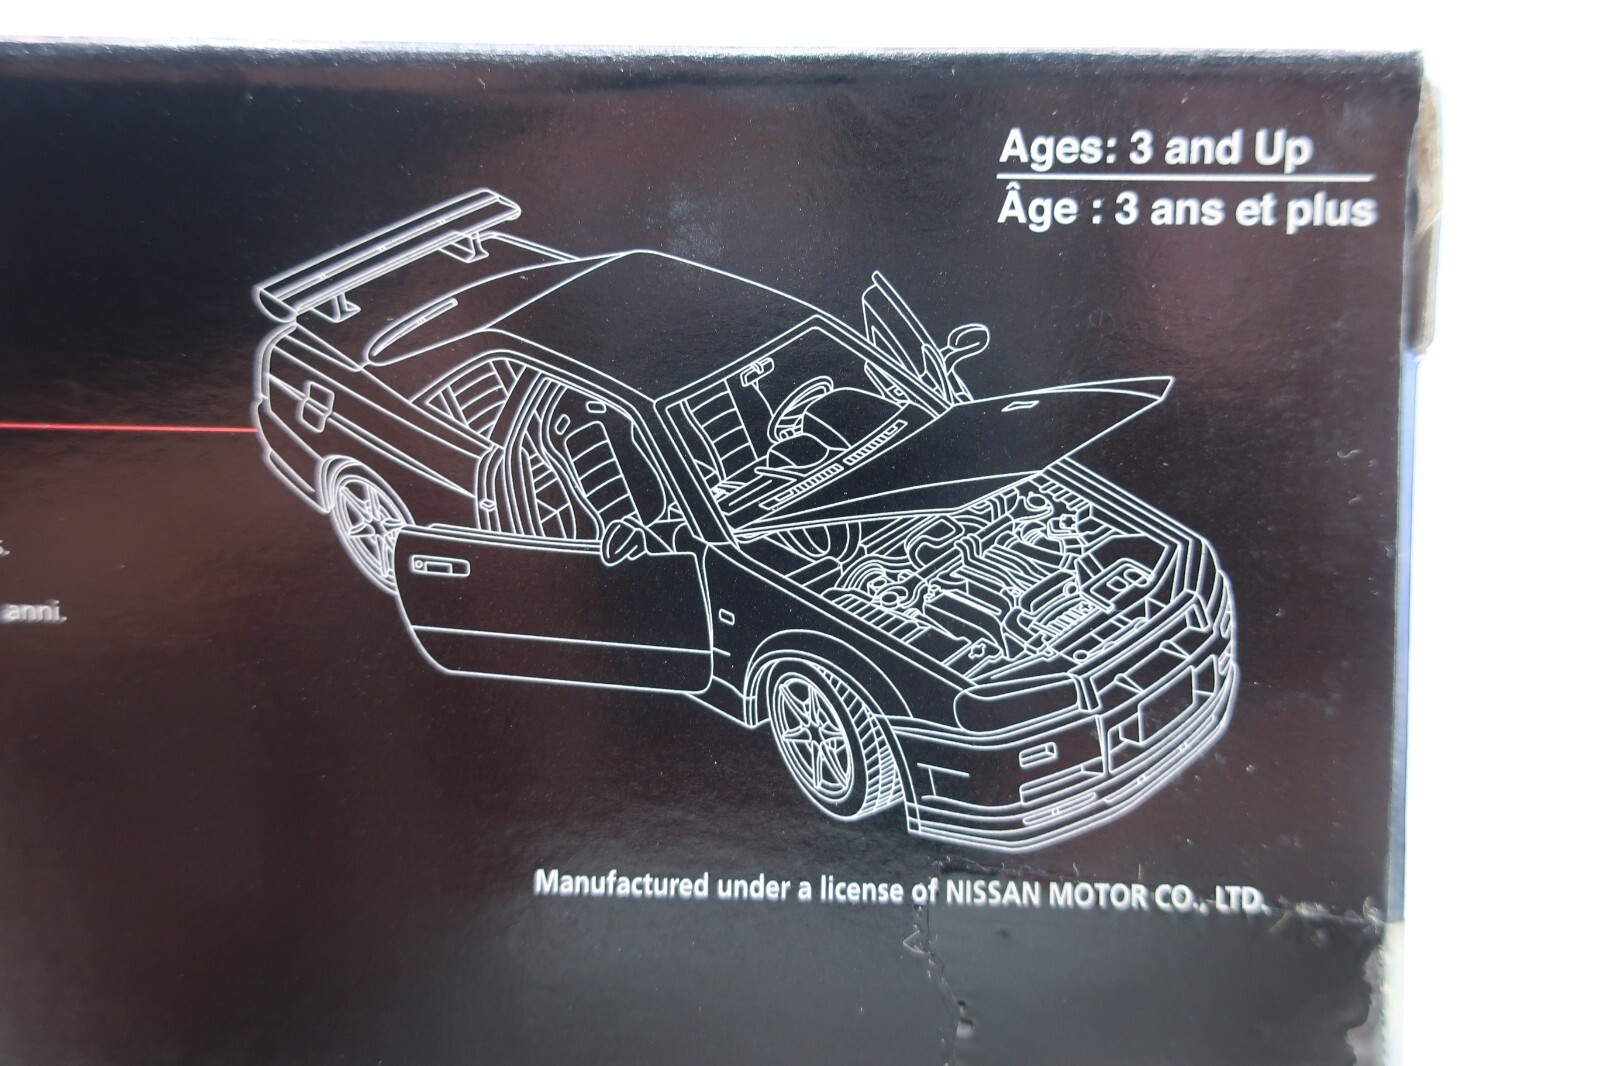 Ages: 3 and Up
Âge : 3 ans et plus
anni.
Manufactured under a license of NISSAN MOTOR CO., LTD.